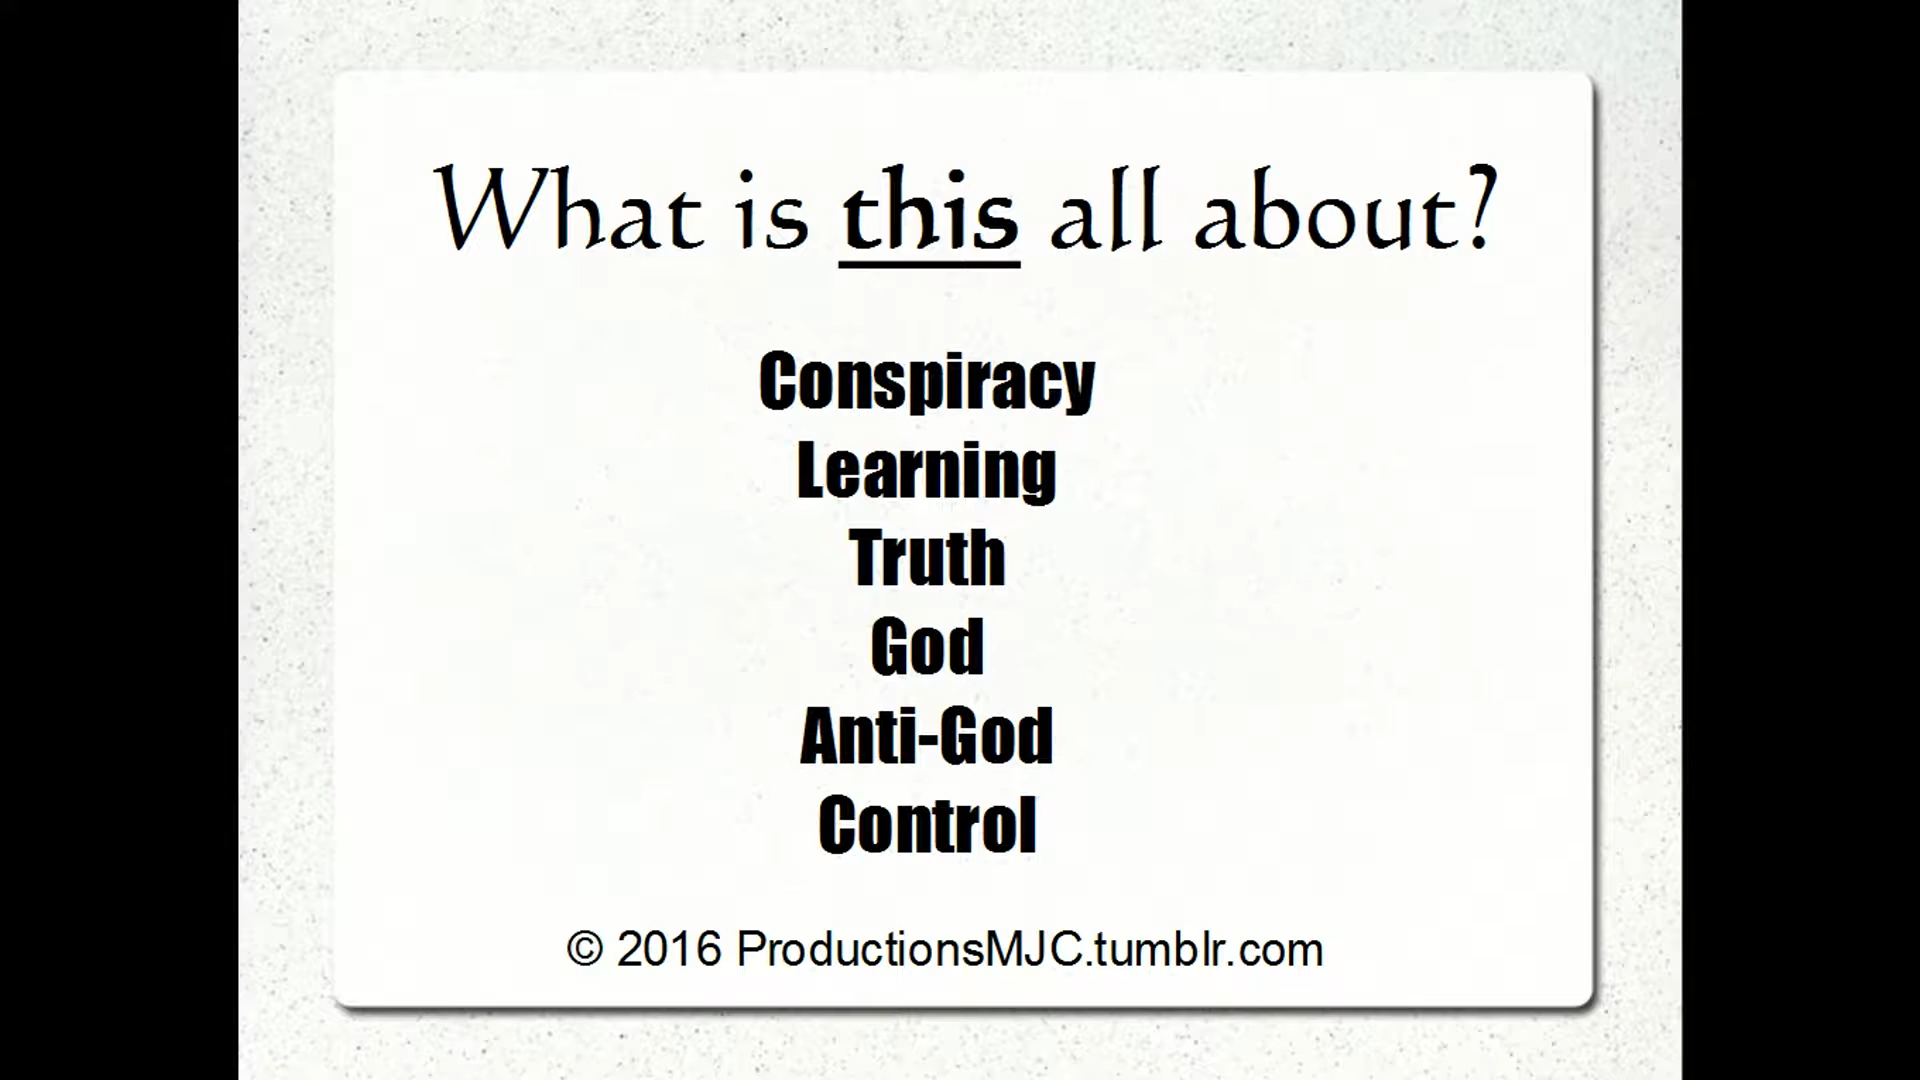 What is this all about?
Conspiracy
Learning
Truth
God
Anti-God
Control
© 2016 ProductionsMJC.tumblr.com